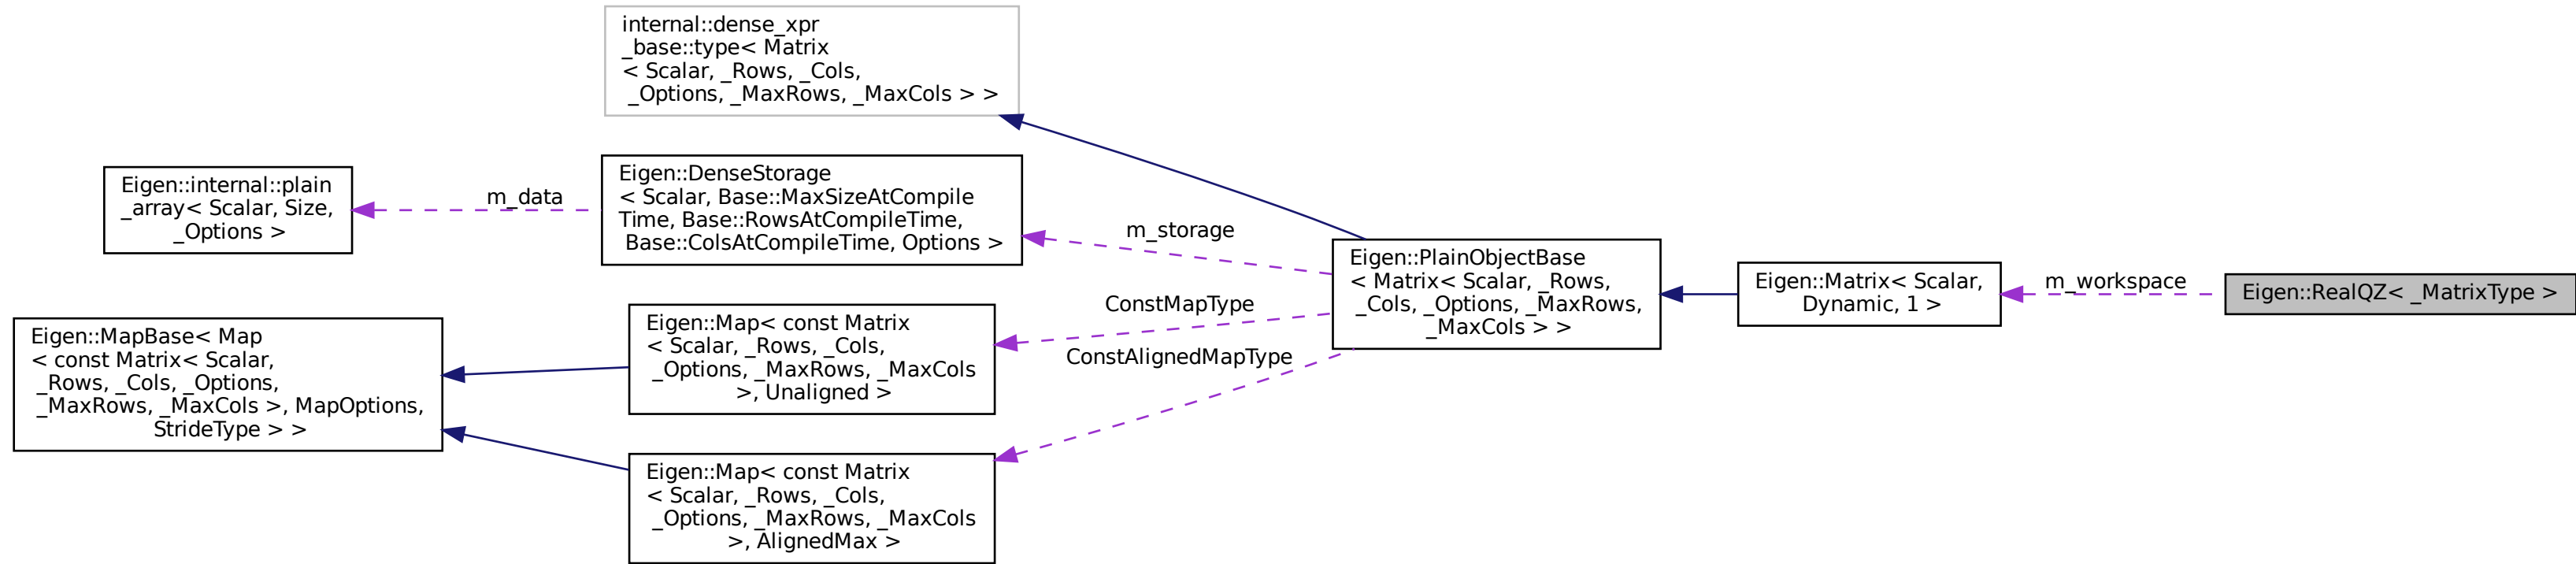 internal::dense_xpr
_base::type< Matrix
< Scalar, _Rows, _Cols,
_Options, _MaxRows, _MaxCols > >
Eigen::internal::plain
_array< Scalar, Size,
_Options >
m_data
Eigen::DenseStorage
< Scalar, Base::MaxSizeAtCompile
Time, Base::RowsAtCompileTime,
Base::ColsAtCompileTime, Options >
m_storage
Eigen::MapBase< Map
< const Matrix< Scalar,
_Rows, _Cols, _Options,
_MaxRows, _MaxCols >, MapOptions,
StrideType > >
Eigen::Map< const Matrix
< Scalar, _Rows, _Cols,
_Options, _MaxRows, _MaxCols
>, Unaligned >
ConstMapType
ConstAlignedMapType
Eigen::Map< const Matrix
< Scalar, _Rows, _Cols,
_Options, _MaxRows, _MaxCols
>, AlignedMax >
Eigen::PlainObjectBase
< Matrix< Scalar, _Rows,
_Cols, _Options, _MaxRows,
_MaxCols > >
Eigen::Matrix< Scalar,
Dynamic, 1 >
m_workspace
Eigen::RealQZ< _MatrixType >